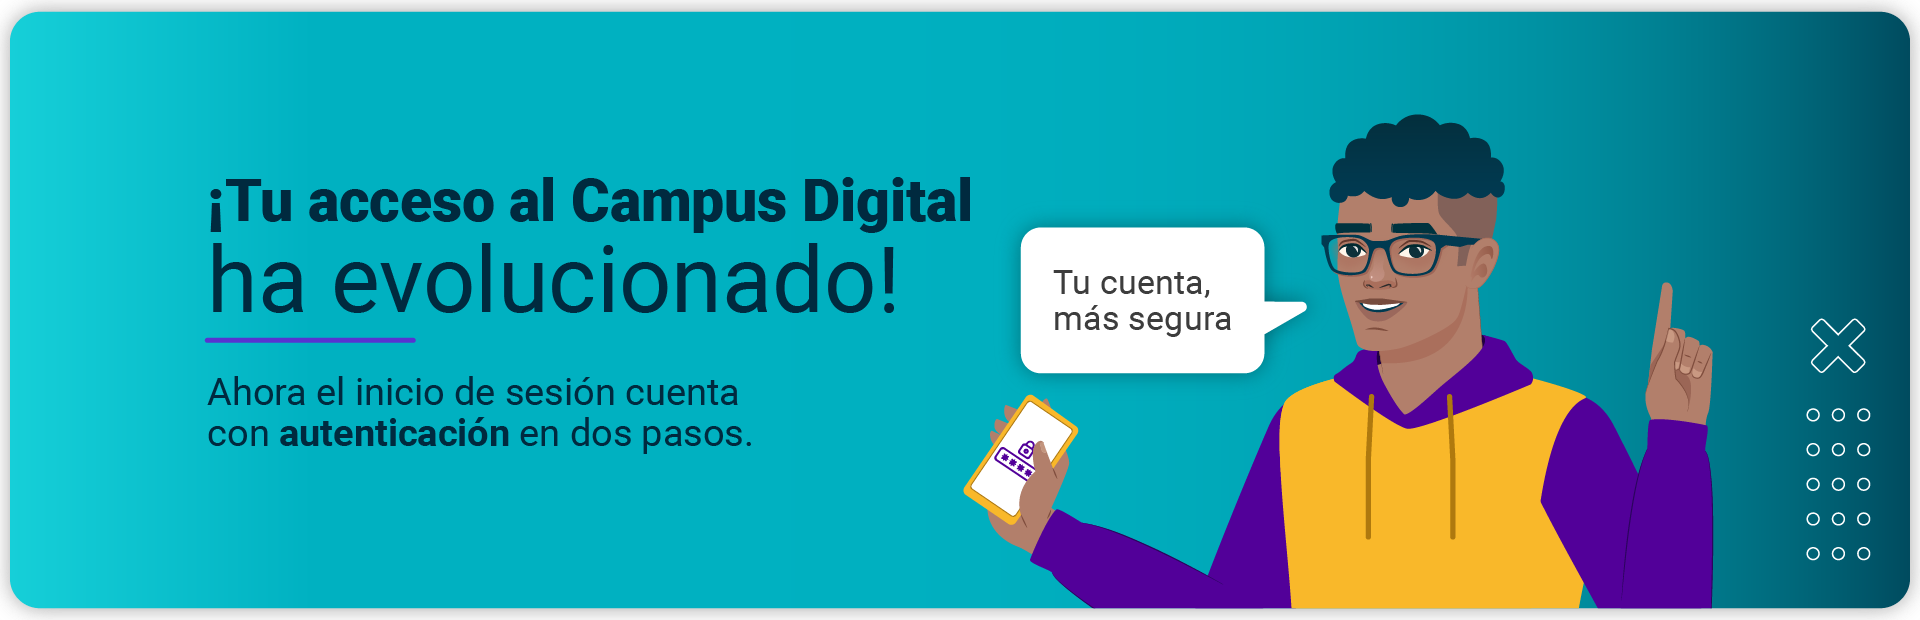 ¡Tu acceso al Campus Digital
ha evolucionado!
Ahora el inicio de sesión cuenta
con autenticación en dos pasos.
Tu cuenta,
más segura
****